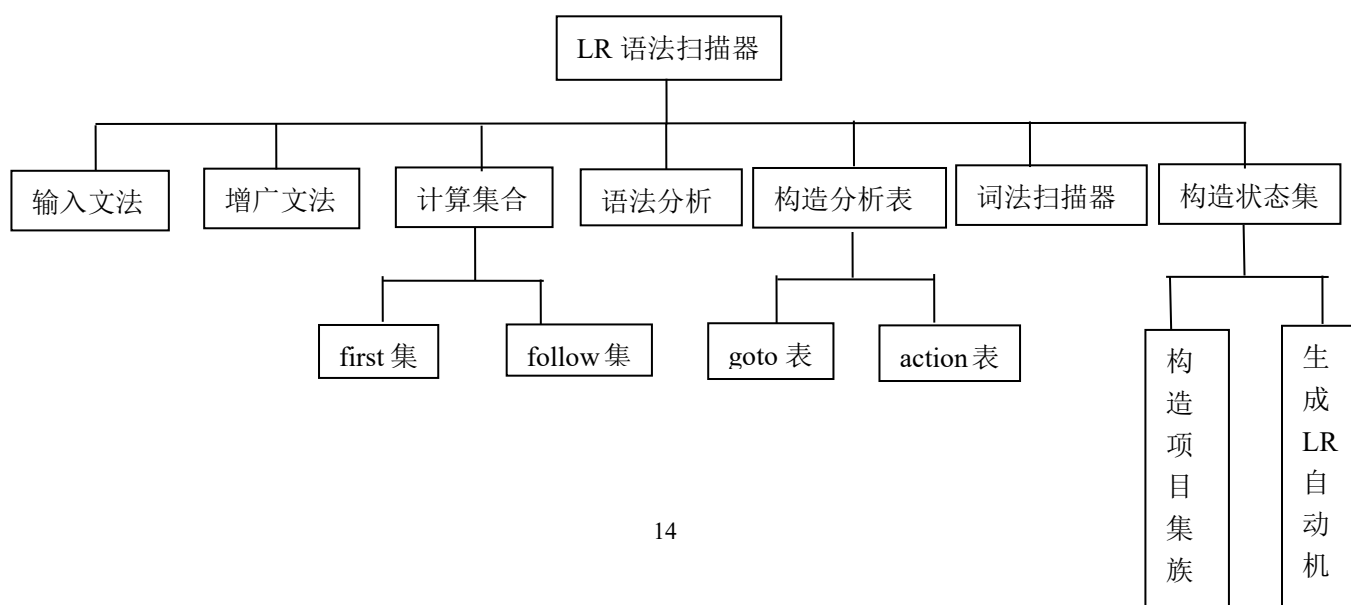 LR 语法扫描器
输入文法
增广文法
计算集合
语法分析
构造分析表
词法扫描器
构造状态集
first 集
follow 集
goto 表
action 表
构
造
项
目
集
族
生
成
LR
自
动
机
14